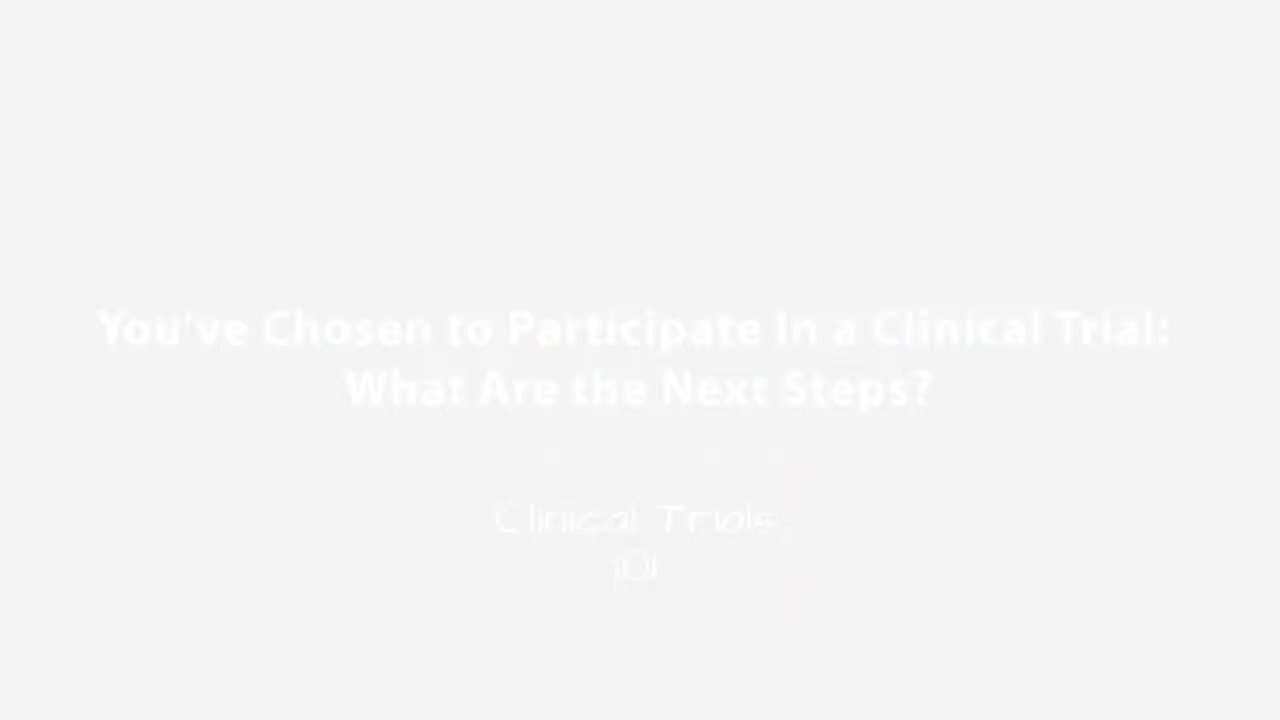 You've Chosen to Participate In a Clinical Trial:
What Are the Next Steps?
Clinical Trials
101